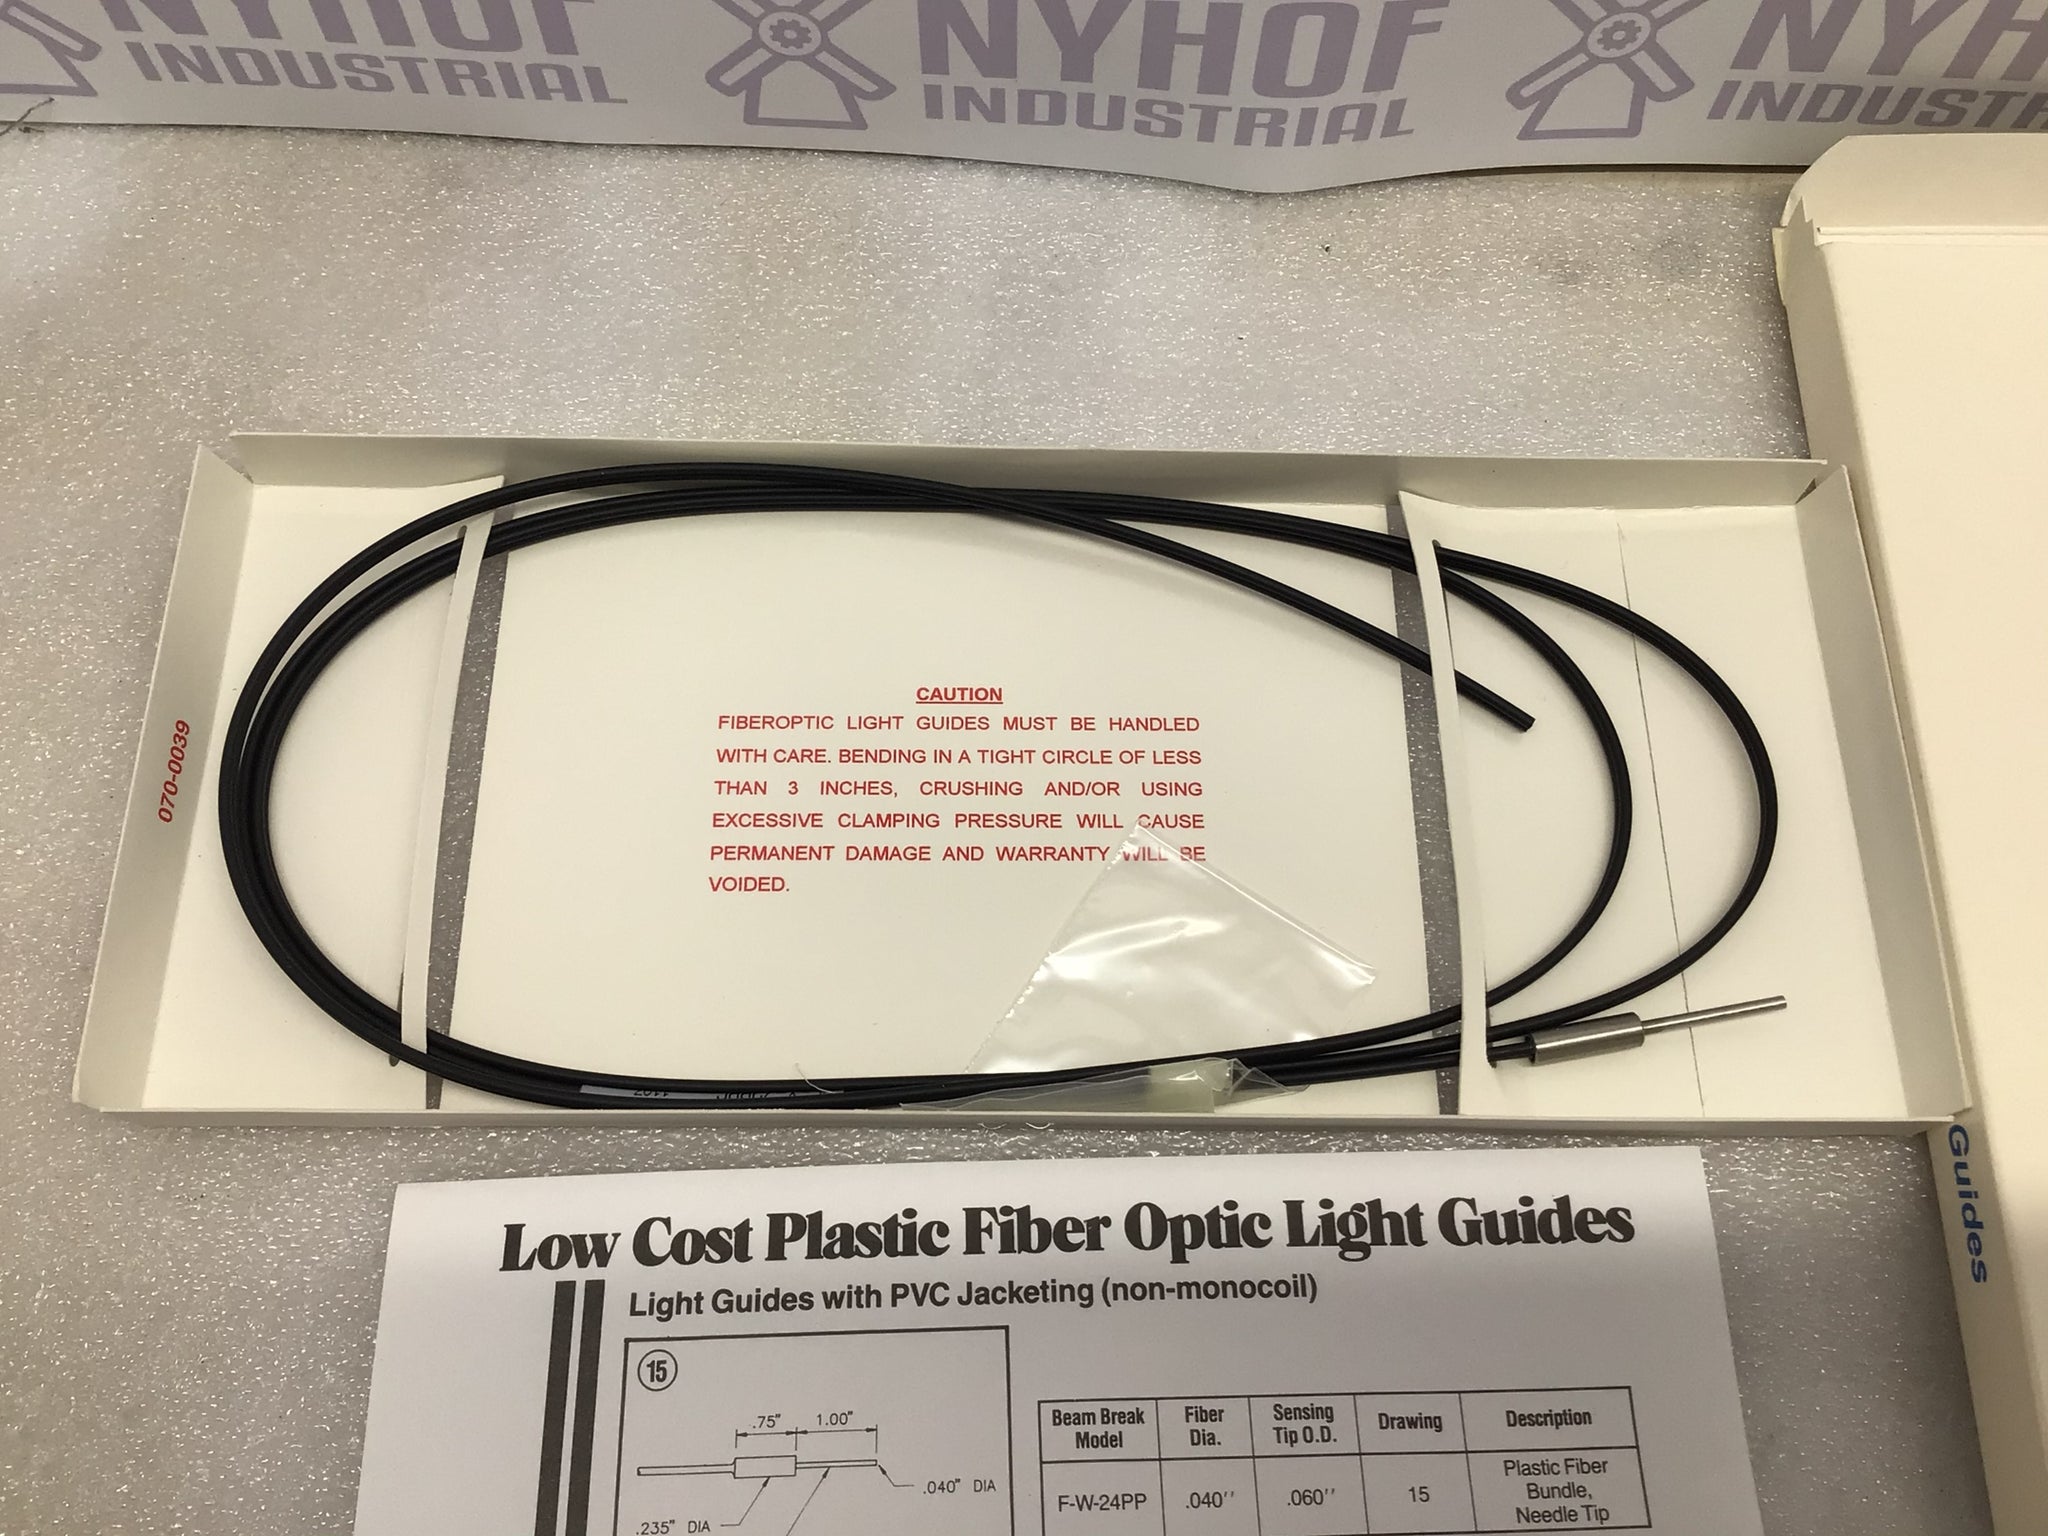 NYHOF
INDUSTRIAL
NYHOF
INDUSTRIAL
NYH
INDUSTR
070-0039
CAUTION
FIBEROPTIC LIGHT GUIDES MUST BE HANDLED
WITH CARE. BENDING IN A TIGHT CIRCLE OF LESS
THAN 3 INCHES, CRUSHING AND/OR USING
EXCESSIVE CLAMPING PRESSURE WILL CAUSE
PERMANENT DAMAGE AND WARRANTY WILL BE
VOIDED.
Guides
Low Cost Plastic Fiber Optic Light Guides
Light Guides with PVC Jacketing (non-monocoil)
15
.75" 1.00"
.040" DIA
.235" DIA
Beam Break Model Fiber Dia. Sensing Tip O.D. Drawing Description
F-W-24PP .040" .060" 15 Plastic Fiber Bundle, Needle Tip